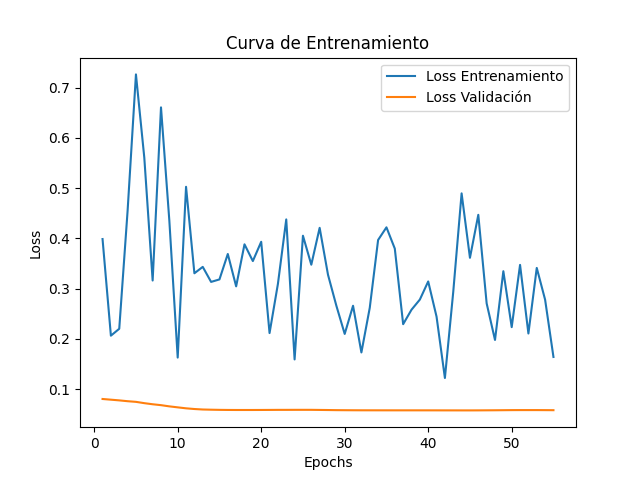 Curva de Entrenamiento
Loss Entrenamiento
Loss Validación
Loss
0.7
0.6
0.5
0.4
0.3
0.2
0.1
0 10 20 30 40 50
Epochs